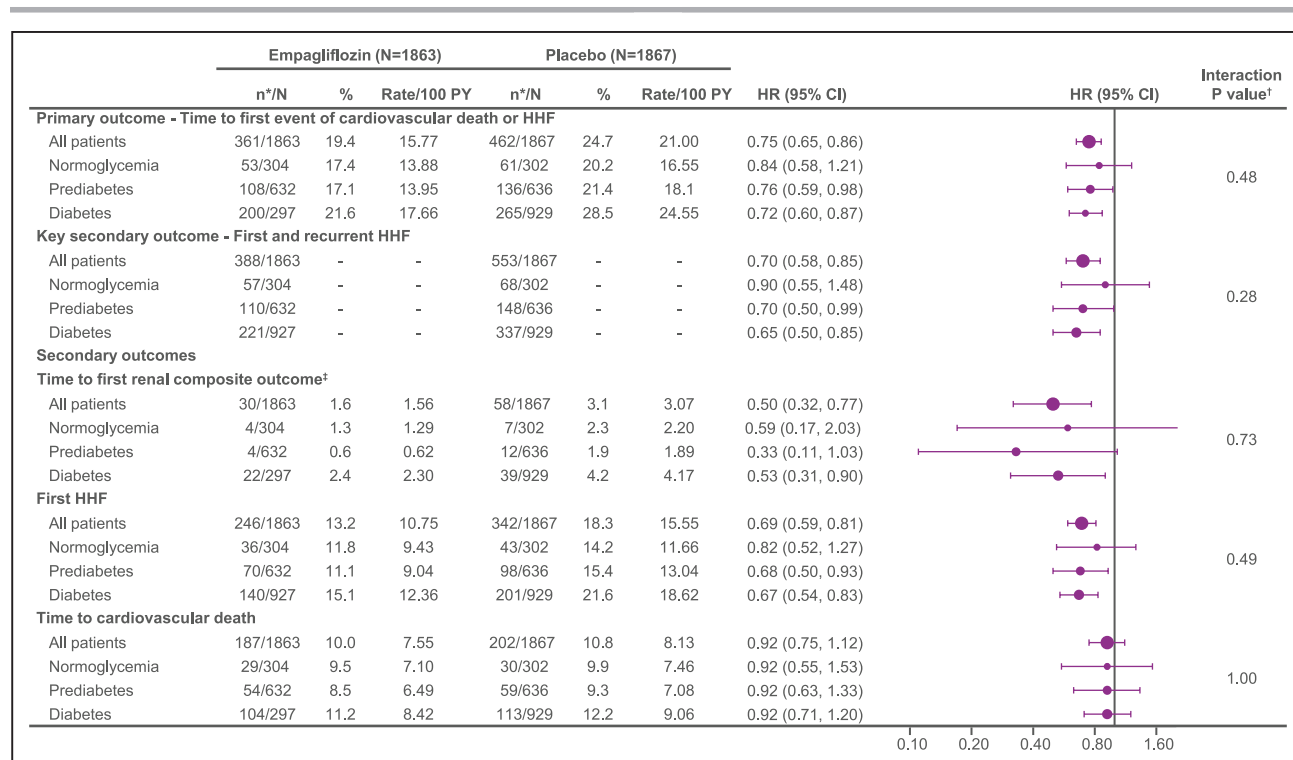 Empagliflozin (N=1863) Placebo (N=1867)
n*/N % Rate/100 PY n*/N % Rate/100 PY HR (95% CI) HR (95% CI) Interaction P value†
Primary outcome - Time to first event of cardiovascular death or HHF
All patients 361/1863 19.4 15.77 462/1867 24.7 21.00 0.75 (0.65, 0.86)
Normoglycemia 53/304 17.4 13.88 61/302 20.2 16.55 0.84 (0.58, 1.21)
0.48
Prediabetes 108/632 17.1 13.95 136/636 21.4 18.1 0.76 (0.59, 0.98)
Diabetes 200/297 21.6 17.66 265/929 28.5 24.55 0.72 (0.60, 0.87)
Key secondary outcome - First and recurrent HHF
All patients 388/1863 - - 553/1867 - - 0.70 (0.58, 0.85)
Normoglycemia 57/304 - - 68/302 - - 0.90 (0.55, 1.48)
0.28
Prediabetes 110/632 - - 148/636 - - 0.70 (0.50, 0.99)
Diabetes 221/927 - - 337/929 - - 0.65 (0.50, 0.85)
Secondary outcomes
Time to first renal composite outcome‡
All patients 30/1863 1.6 1.56 58/1867 3.1 3.07 0.50 (0.32, 0.77)
Normoglycemia 4/304 1.3 1.29 7/302 2.3 2.20 0.59 (0.17, 2.03)
0.73
Prediabetes 4/632 0.6 0.62 12/636 1.9 1.89 0.33 (0.11, 1.03)
Diabetes 22/297 2.4 2.30 39/929 4.2 4.17 0.53 (0.31, 0.90)
First HHF
All patients 246/1863 13.2 10.75 342/1867 18.3 15.55 0.69 (0.59, 0.81)
Normoglycemia 36/304 11.8 9.43 43/302 14.2 11.66 0.82 (0.52, 1.27)
0.49
Prediabetes 70/632 11.1 9.04 98/636 15.4 13.04 0.68 (0.50, 0.93)
Diabetes 140/927 15.1 12.36 201/929 21.6 18.62 0.67 (0.54, 0.83)
Time to cardiovascular death
All patients 187/1863 10.0 7.55 202/1867 10.8 8.13 0.92 (0.75, 1.12)
Normoglycemia 29/304 9.5 7.10 30/302 9.9 7.46 0.92 (0.55, 1.53)
1.00
Prediabetes 54/632 8.5 6.49 59/636 9.3 7.08 0.92 (0.63, 1.33)
Diabetes 104/297 11.2 8.42 113/929 12.2 9.06 0.92 (0.71, 1.20)
0.10 0.20 0.40 0.80 1.60